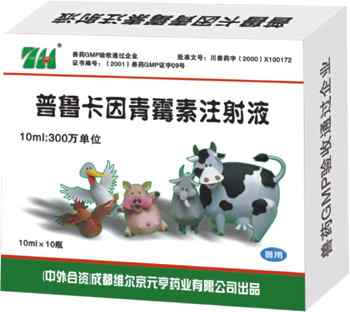 ZH
兽药GMP验收通过企业
证书编号:(2001)兽药GMP证字09号
批准文号:川兽药字(2000)X100172
普鲁卡因青霉素注射液
10ml:300万单位
10ml×10瓶
兽用
(中外合资)成都维尔京元亨药业有限公司出品
兽药GMP验收通过企业